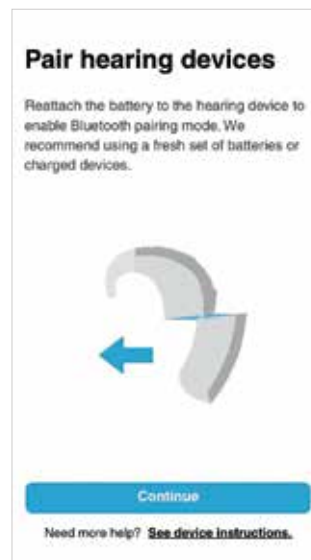 Pair hearing devices
Reattach the battery to the hearing device to
enable Bluetooth pairing mode. We
recommend using a fresh set of batteries or
charged devices.
Continue
Need more help? See device instructions.